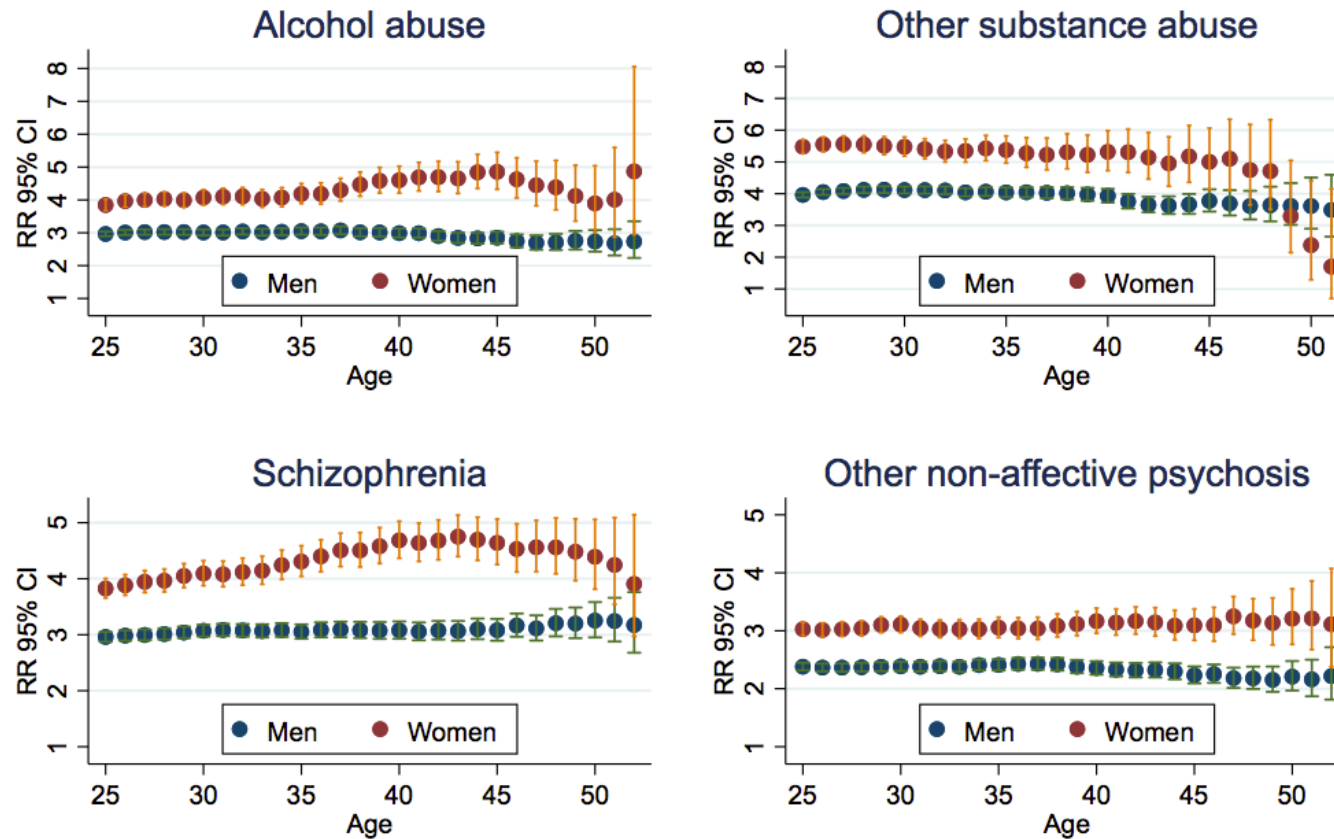 Alcohol abuse
RR 95% CI
8
7
6
5
4
3
2
1
Men Women
25 30 35 40 45 50
Age
Other substance abuse
RR 95% CI
8
7
6
5
4
3
2
1
Men Women
25 30 35 40 45 50
Age
Schizophrenia
RR 95% CI
5
4
3
2
1
Men Women
25 30 35 40 45 50
Age
Other non-affective psychosis
RR 95% CI
5
4
3
2
1
Men Women
25 30 35 40 45 50
Age